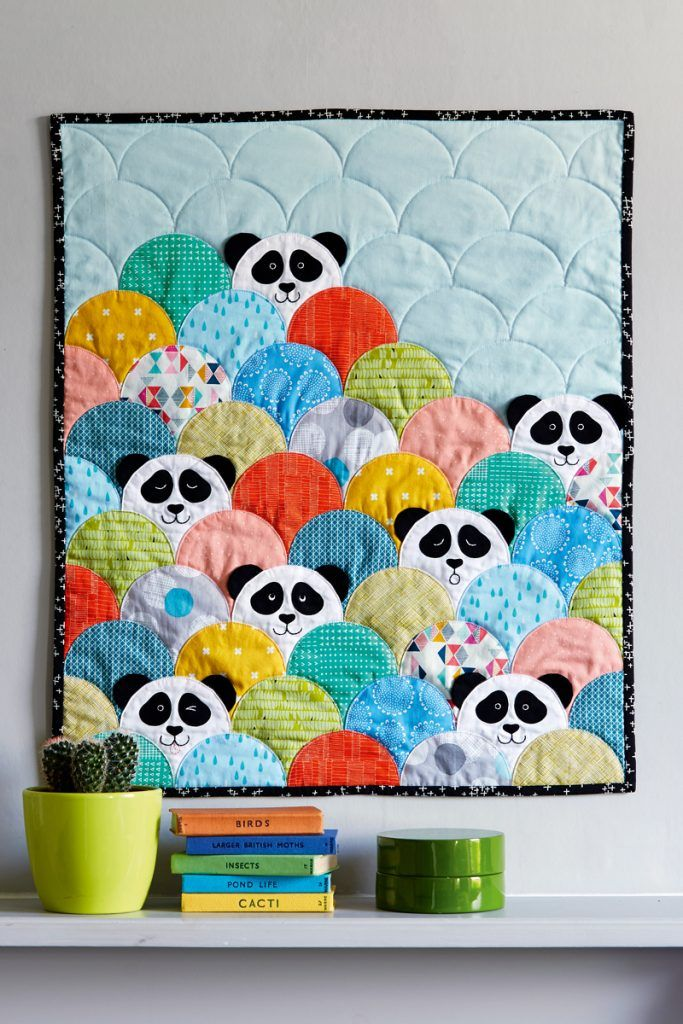 BIRDS
LARGER BRITISH MOTHS
INSECTS
POND LIFE
CACTI